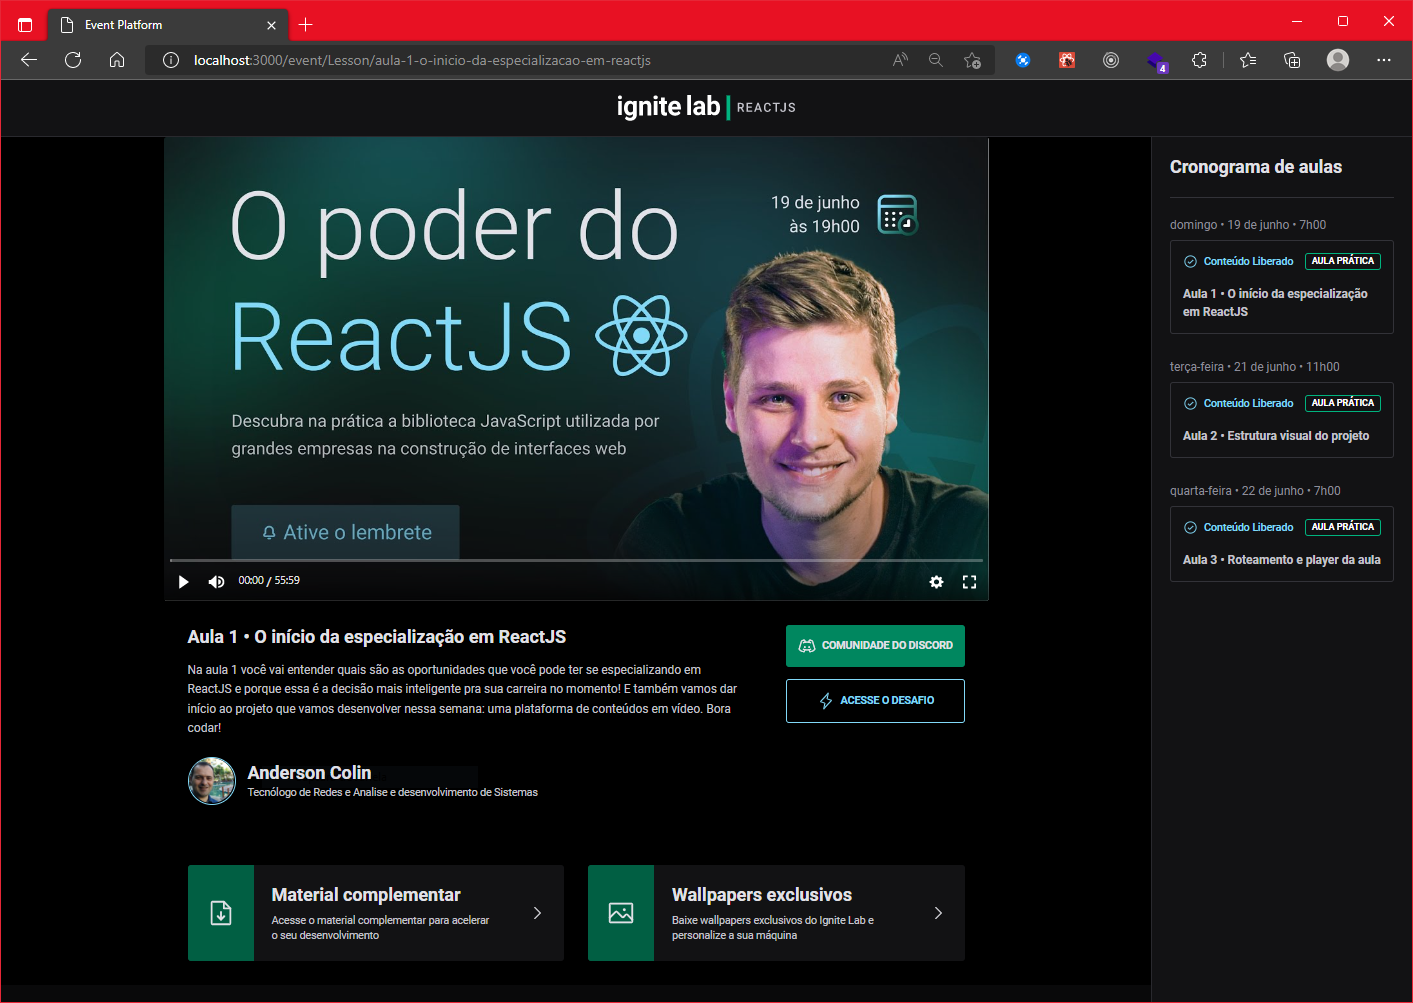 Event Platform
localhost:3000/event/Lesson/aula-1-o-inicio-da-especializacao-em-reactjs
4
ignite lab | REACTJS
O poder do
ReactJS
19 de junho
às 19h00
Descubra na prática a biblioteca JavaScript utilizada por
grandes empresas na construção de interfaces web
Ative o lembrete
00:00 / 55:59
Aula 1 • O início da especialização em ReactJS
Na aula 1 você vai entender quais são as oportunidades que você pode ter se especializando em
ReactJS e porque essa é a decisão mais inteligente pra sua carreira no momento! E também vamos dar
início ao projeto que vamos desenvolver nessa semana: uma plataforma de conteúdos em vídeo. Bora
codar!
COMUNIDADE DO DISCORD
ACESSE O DESAFIO
Anderson Colin
Tecnólogo de Redes e Analise e desenvolvimento de Sistemas
Material complementar
Acesse o material complementar para acelerar
o seu desenvolvimento
Wallpapers exclusivos
Baixe wallpapers exclusivos do Ignite Lab e
personalize a sua máquina
Cronograma de aulas
domingo • 19 de junho • 7h00
Conteúdo Liberado AULA PRÁTICA
Aula 1 • O início da especialização
em ReactJS
terça-feira • 21 de junho • 11h00
Conteúdo Liberado AULA PRÁTICA
Aula 2 • Estrutura visual do projeto
quarta-feira • 22 de junho • 7h00
Conteúdo Liberado AULA PRÁTICA
Aula 3 • Roteamento e player da aula